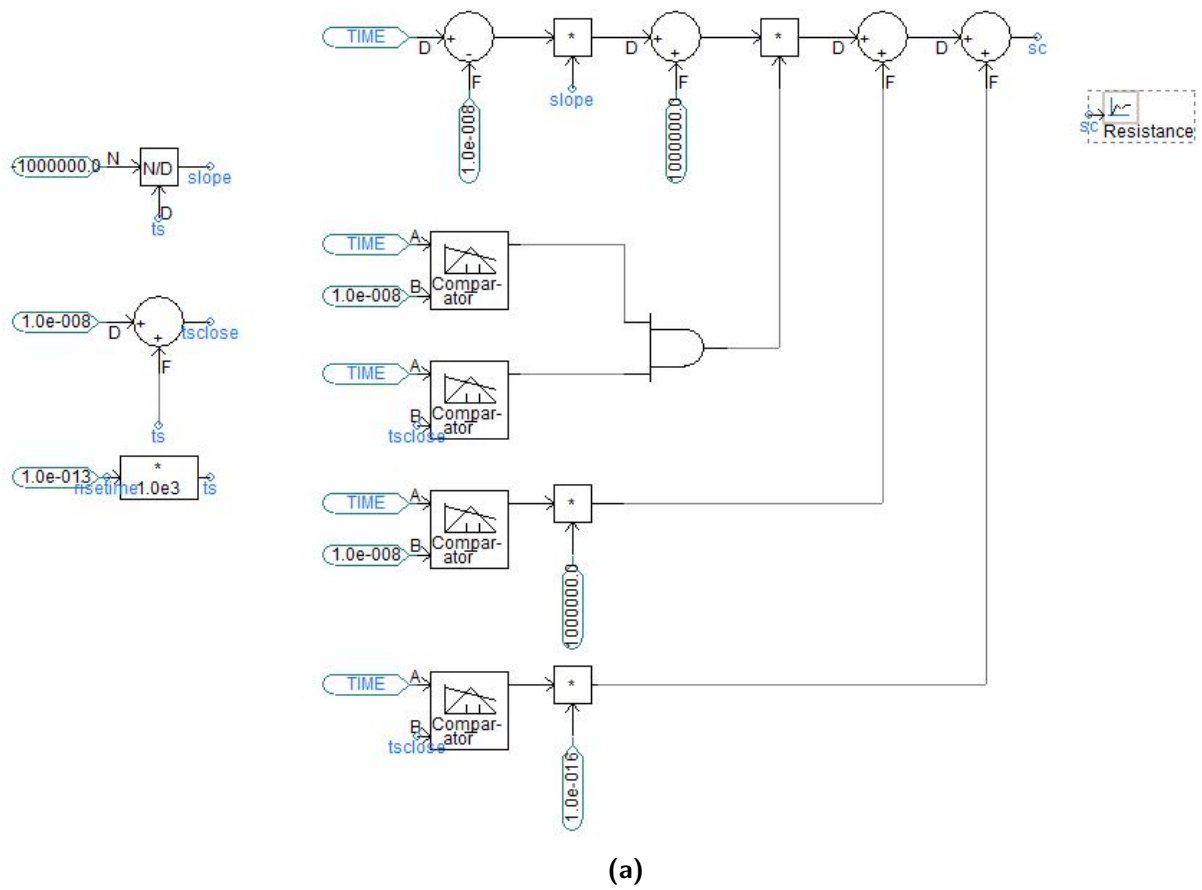 TIME
D
+
-
F
1.0e-008
*
slope
D
+
+
F
1000000.0
*
D
+
+
F
D
+
+
F
sc
sc
Resistance
-1000000.0
N
N/D
slope
D
ts
TIME
A
1.0e-008
B
Compar-
ator
1.0e-008
D
+
+
F
tsclose
ts
TIME
A
B
tsclose
Compar-
ator
1.0e-013
risetime
*
1.0e3
ts
TIME
A
1.0e-008
B
Compar-
ator
*
1000000.0
TIME
A
B
tsclose
Compar-
ator
*
1.0e-016
(a)